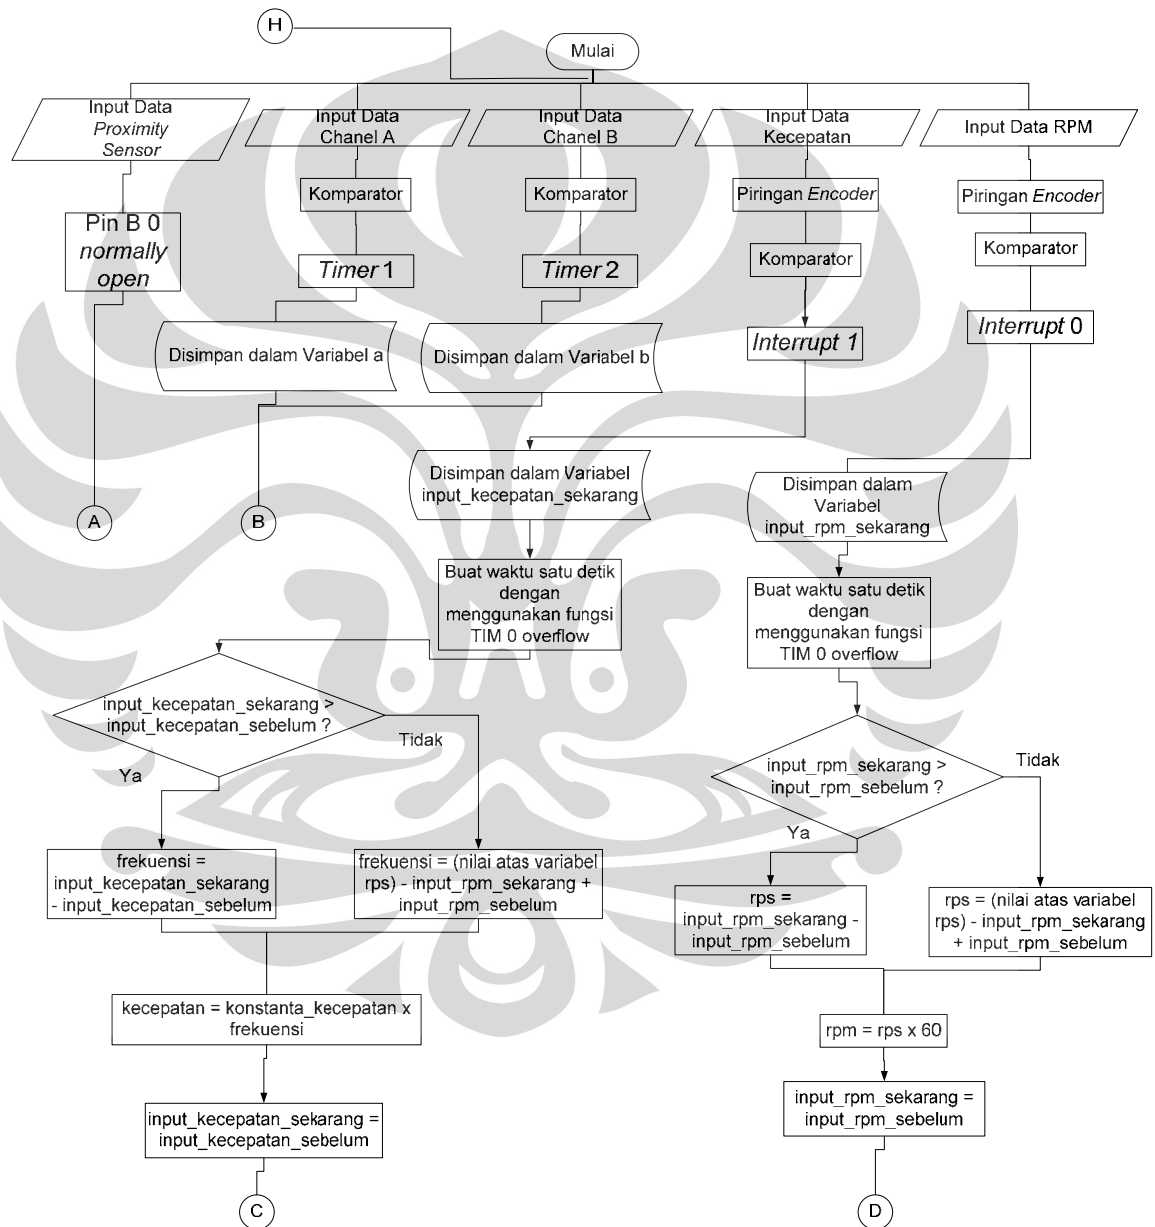 H
Mulai
Input Data
Proximity
Sensor
Input Data
Chanel A
Input Data
Chanel B
Input Data
Kecepatan
Input Data RPM
Pin B 0
normally
open
Komparator
Komparator
Piringan Encoder
Piringan Encoder
Timer 1
Timer 2
Komparator
Komparator
Disimpan dalam Variabel a
Disimpan dalam Variabel b
Interrupt 1
Interrupt 0
A
B
Disimpan dalam Variabel
input_kecepatan_sekarang
Disimpan dalam
Variabel
input_rpm_sekarang
Buat waktu satu detik
dengan
menggunakan fungsi
TIM 0 overflow
Buat waktu satu detik
dengan
menggunakan fungsi
TIM 0 overflow
input_kecepatan_sekarang >
input_kecepatan_sebelum ?
Ya
Tidak
input_rpm_sekarang >
input_rpm_sebelum ?
Ya
Tidak
frekuensi =
input_kecepatan_sekarang
- input_kecepatan_sebelum
frekuensi = (nilai atas variabel
rps) - input_rpm_sekarang +
input_rpm_sebelum
rps =
input_rpm_sekarang -
input_rpm_sebelum
rps = (nilai atas variabel
rps) - input_rpm_sekarang
+ input_rpm_sebelum
kecepatan = konstanta_kecepatan x
frekuensi
rpm = rps x 60
input_kecepatan_sekarang =
input_kecepatan_sebelum
input_rpm_sekarang =
input_rpm_sebelum
C
D